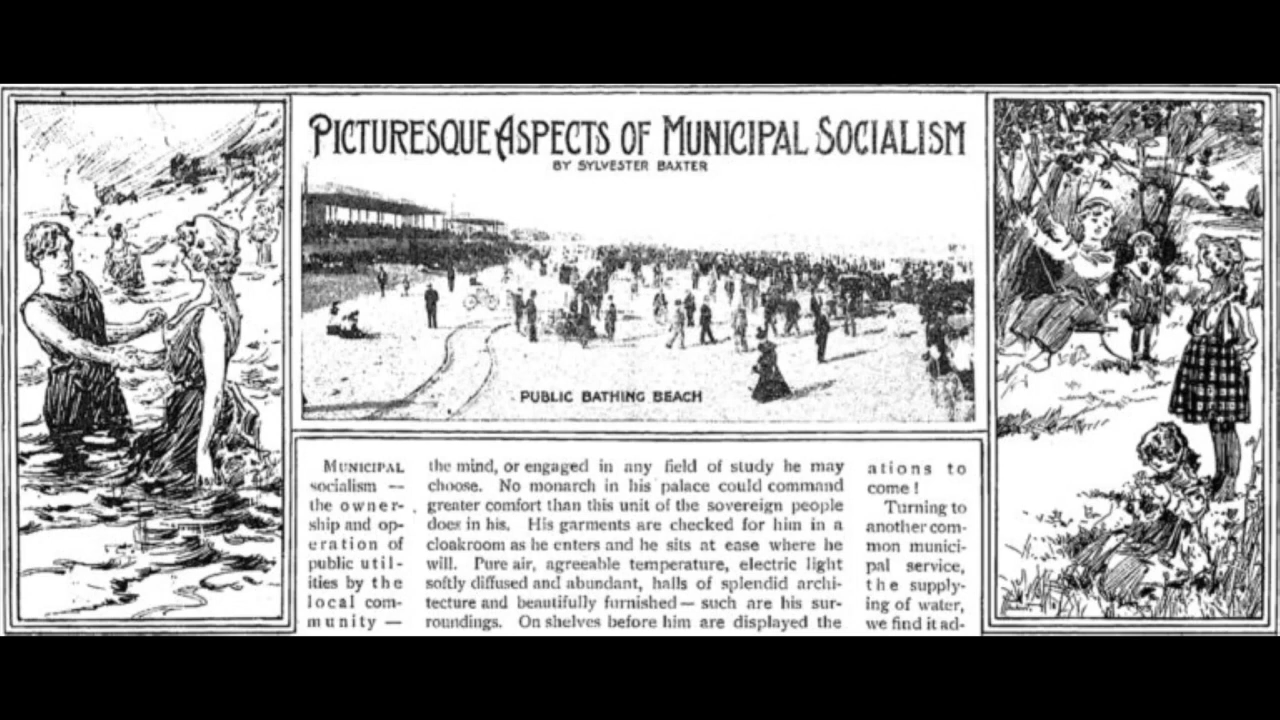 PICTURESQUE ASPECTS OF MUNICIPAL SOCIALISM
BY SYLVESTER BAXTER
PUBLIC BATHING BEACH
MUNICIPAL
socialism —
the owner-
ship and op-
eration of
public util-
ities by the
local com-
munity —
the mind, or engaged in any field of study he may
choose. No monarch in his palace could command
greater comfort than this unit of the sovereign people
does in his. His garments are checked for him in a
cloakroom as he enters and he sits at ease where he
will. Pure air, agreeable temperature, electric light
softly diffused and abundant, halls of splendid archi-
tecture and beautifully furnished — such are his sur-
roundings. On shelves before him are displayed the
ations to
come!
Turning to
another com-
mon munici-
pal service,
the supply-
ing of water,
we find it ad-